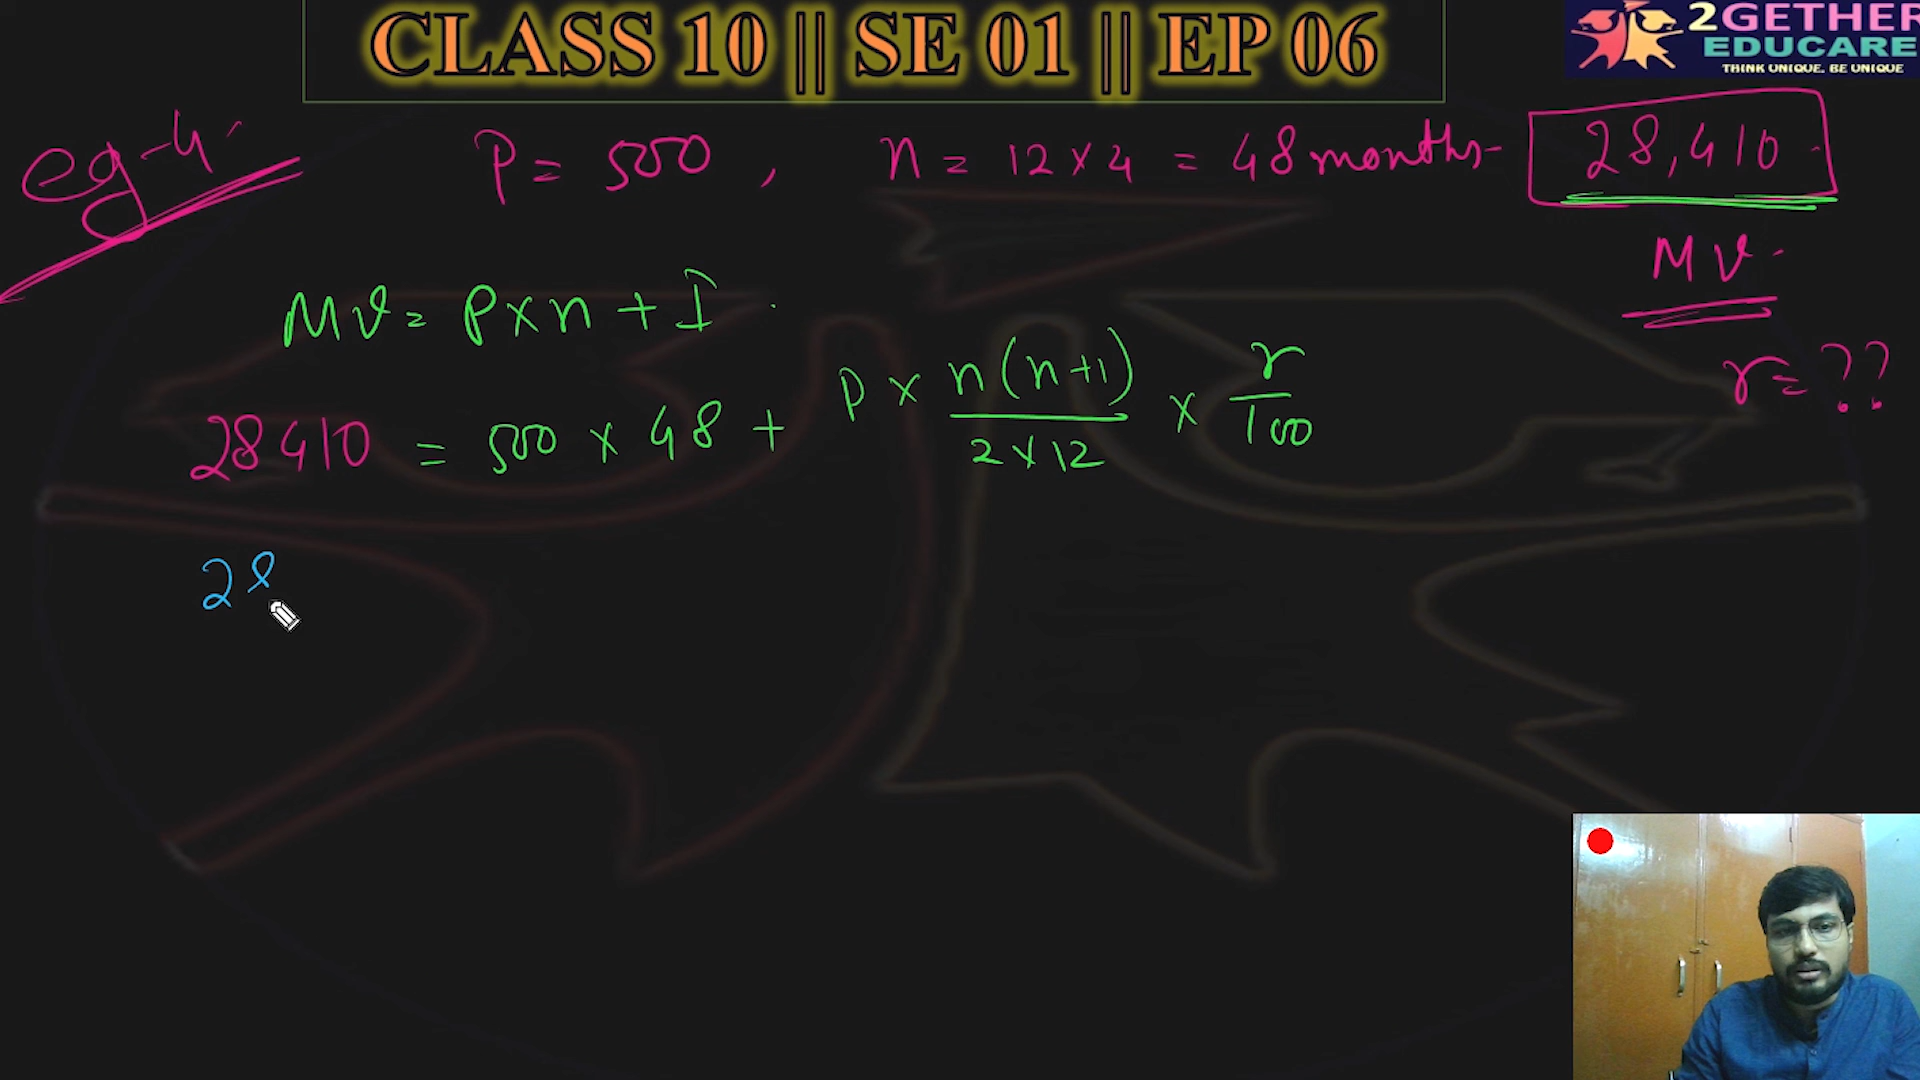 CLASS 10 || SE 01 || EP 06
2GETHER
EDUCARE
THINK UNIQUE. BE UNIQUE
eg-4.
P = 500, n = 12 × 4 = 48 months
28,410
MV
r = ??
MV = P×n + I
28410 = 500 × 48 + P × n(n+1)/2×12 × r/100
28